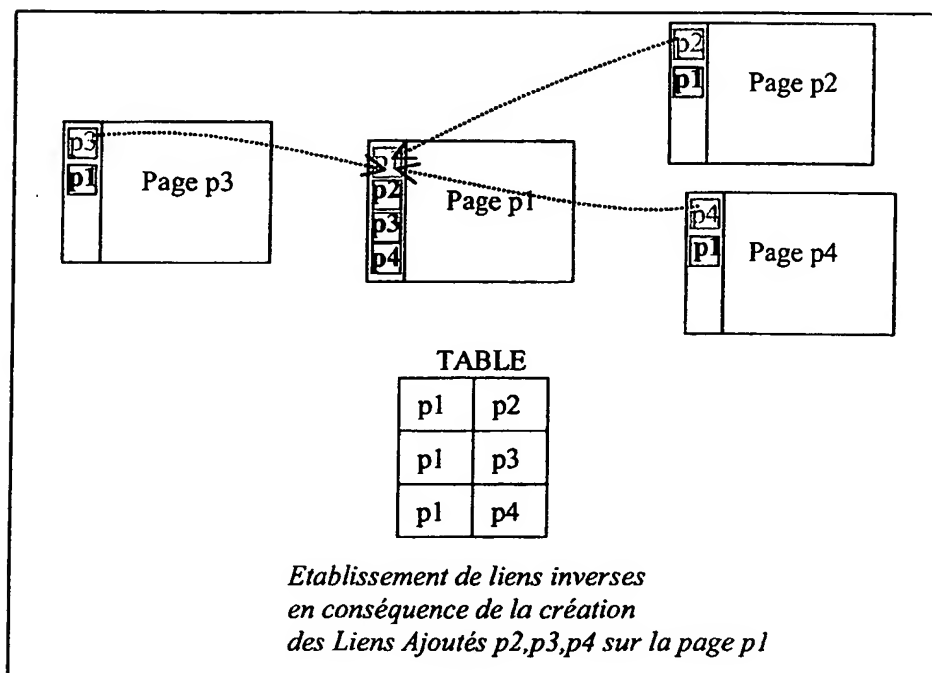 p2
p1
Page p2
p3
p1
Page p3
p2
p3
p4
Page p1
p4
p1
Page p4
TABLE
p1 p2
p1 p3
p1 p4
Etablissement de liens inverses
en conséquence de la création
des Liens Ajoutés p2,p3,p4 sur la page p1